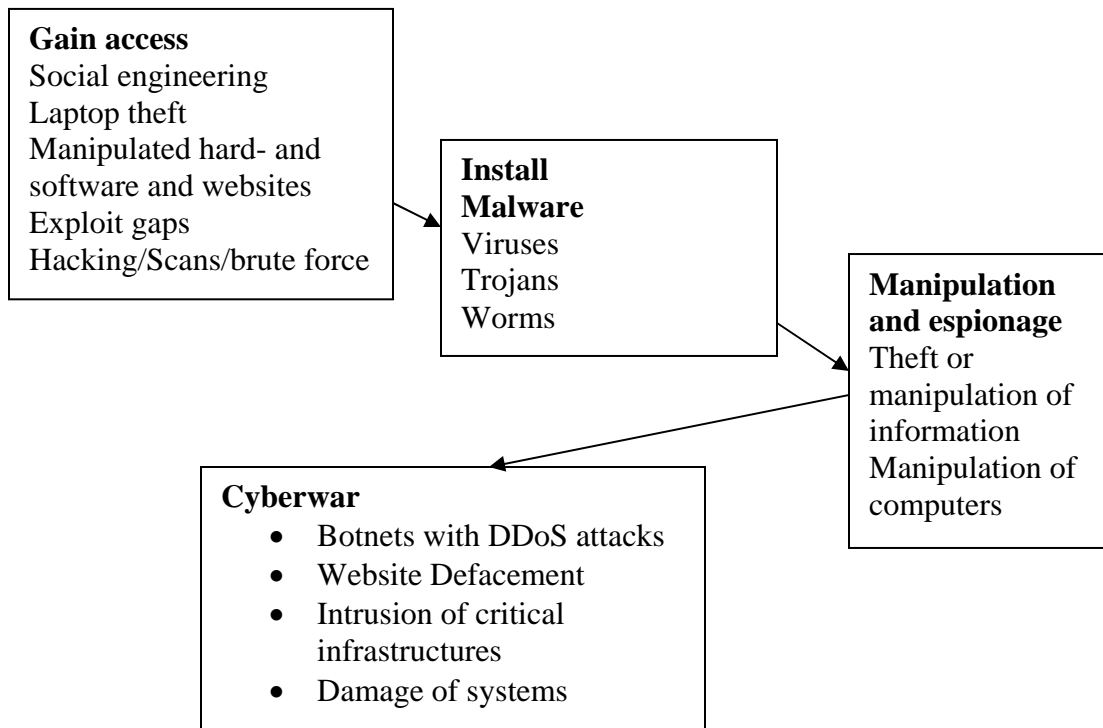 Gain access
Social engineering
Laptop theft
Manipulated hard- and
software and websites
Exploit gaps
Hacking/Scans/brute force
Install
Malware
Viruses
Trojans
Worms
Manipulation
and espionage
Theft or
manipulation of
information
Manipulation of
computers
Cyberwar
• Botnets with DDoS attacks
• Website Defacement
• Intrusion of critical
infrastructures
• Damage of systems